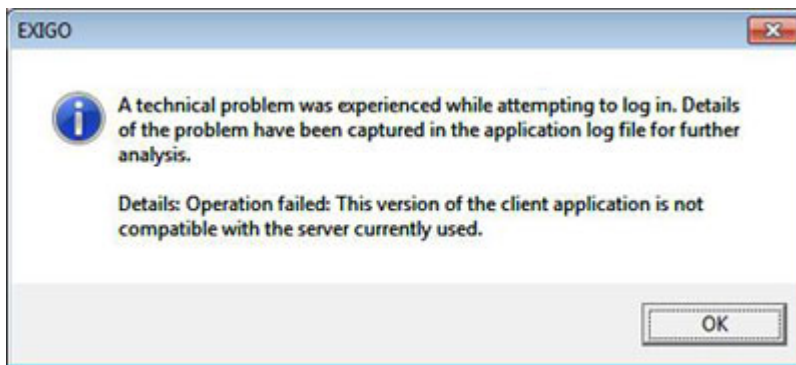 EXIGO
A technical problem was experienced while attempting to log in. Details
of the problem have been captured in the application log file for further
analysis.
Details: Operation failed: This version of the client application is not
compatible with the server currently used.
OK